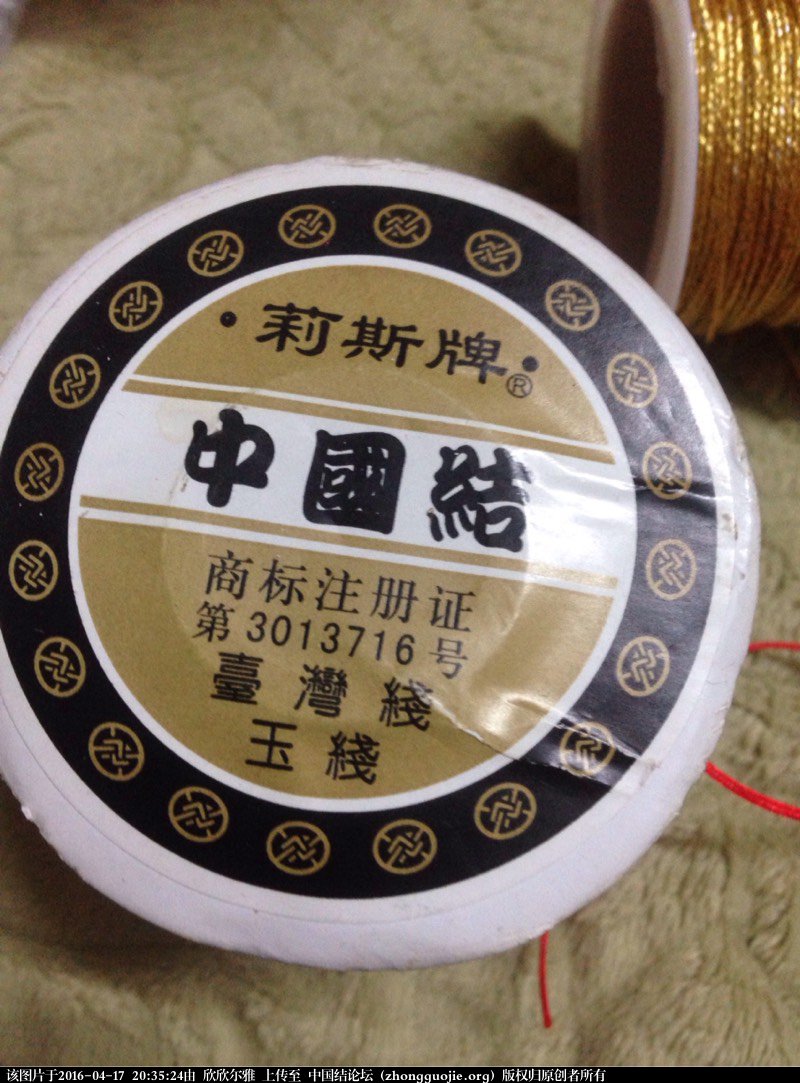 ·莉斯牌·®
中國結
商标注册证
第3013716号
臺灣綫
玉綫
该图片于2016-04-17 20:35:24由 欣欣尔雅 上传至 中国结论坛 (zhongguojie.org) 版权归原创者所有